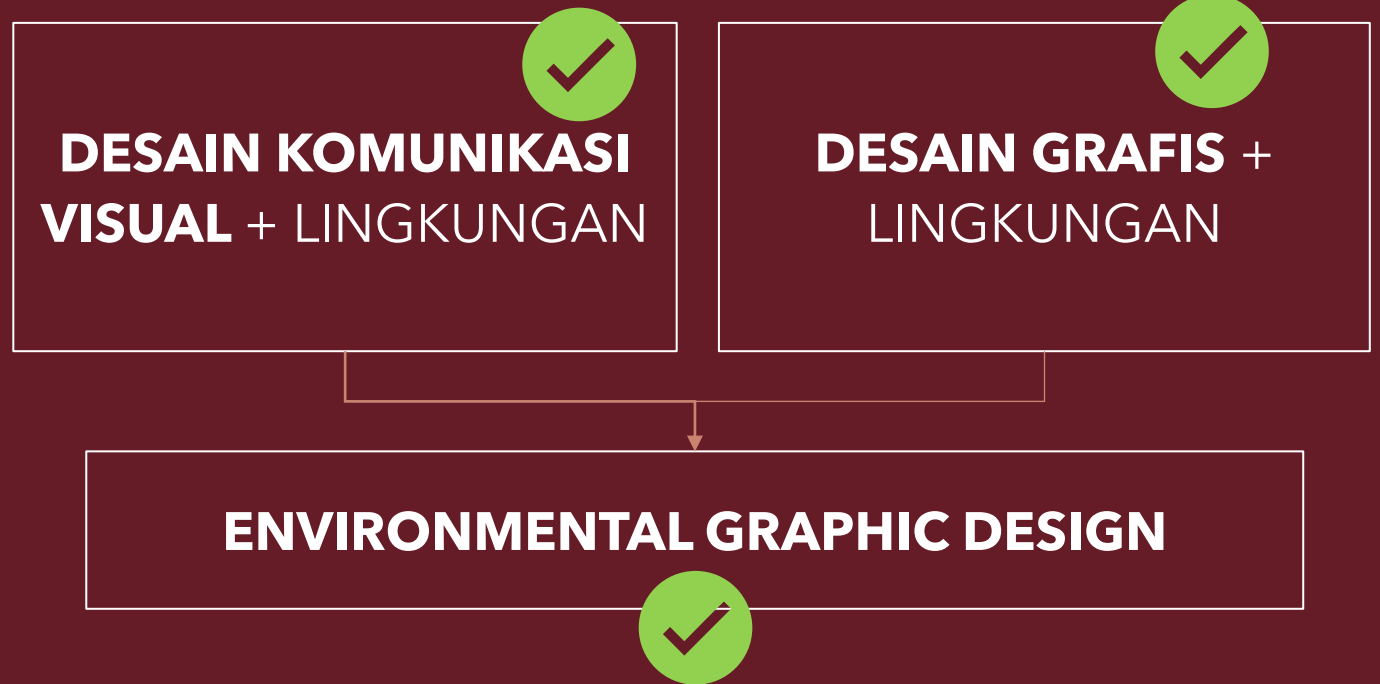 DESAIN KOMUNIKASI
VISUAL + LINGKUNGAN
DESAIN GRAFIS +
LINGKUNGAN
ENVIRONMENTAL GRAPHIC DESIGN